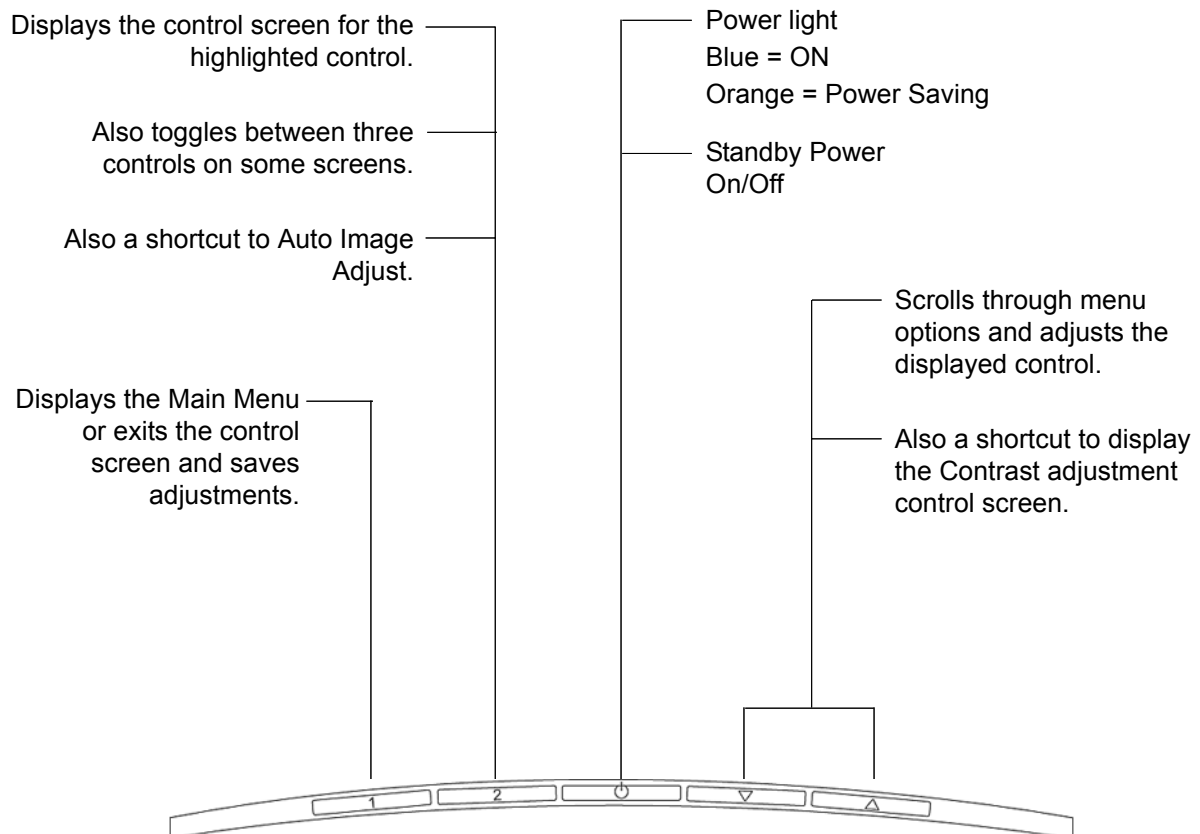 Displays the control screen for the
highlighted control.
Also toggles between three
controls on some screens.
Also a shortcut to Auto Image
Adjust.
Displays the Main Menu
or exits the control
screen and saves
adjustments.
Power light
Blue = ON
Orange = Power Saving
Standby Power
On/Off
Scrolls through menu
options and adjusts the
displayed control.
Also a shortcut to display
the Contrast adjustment
control screen.
1
2